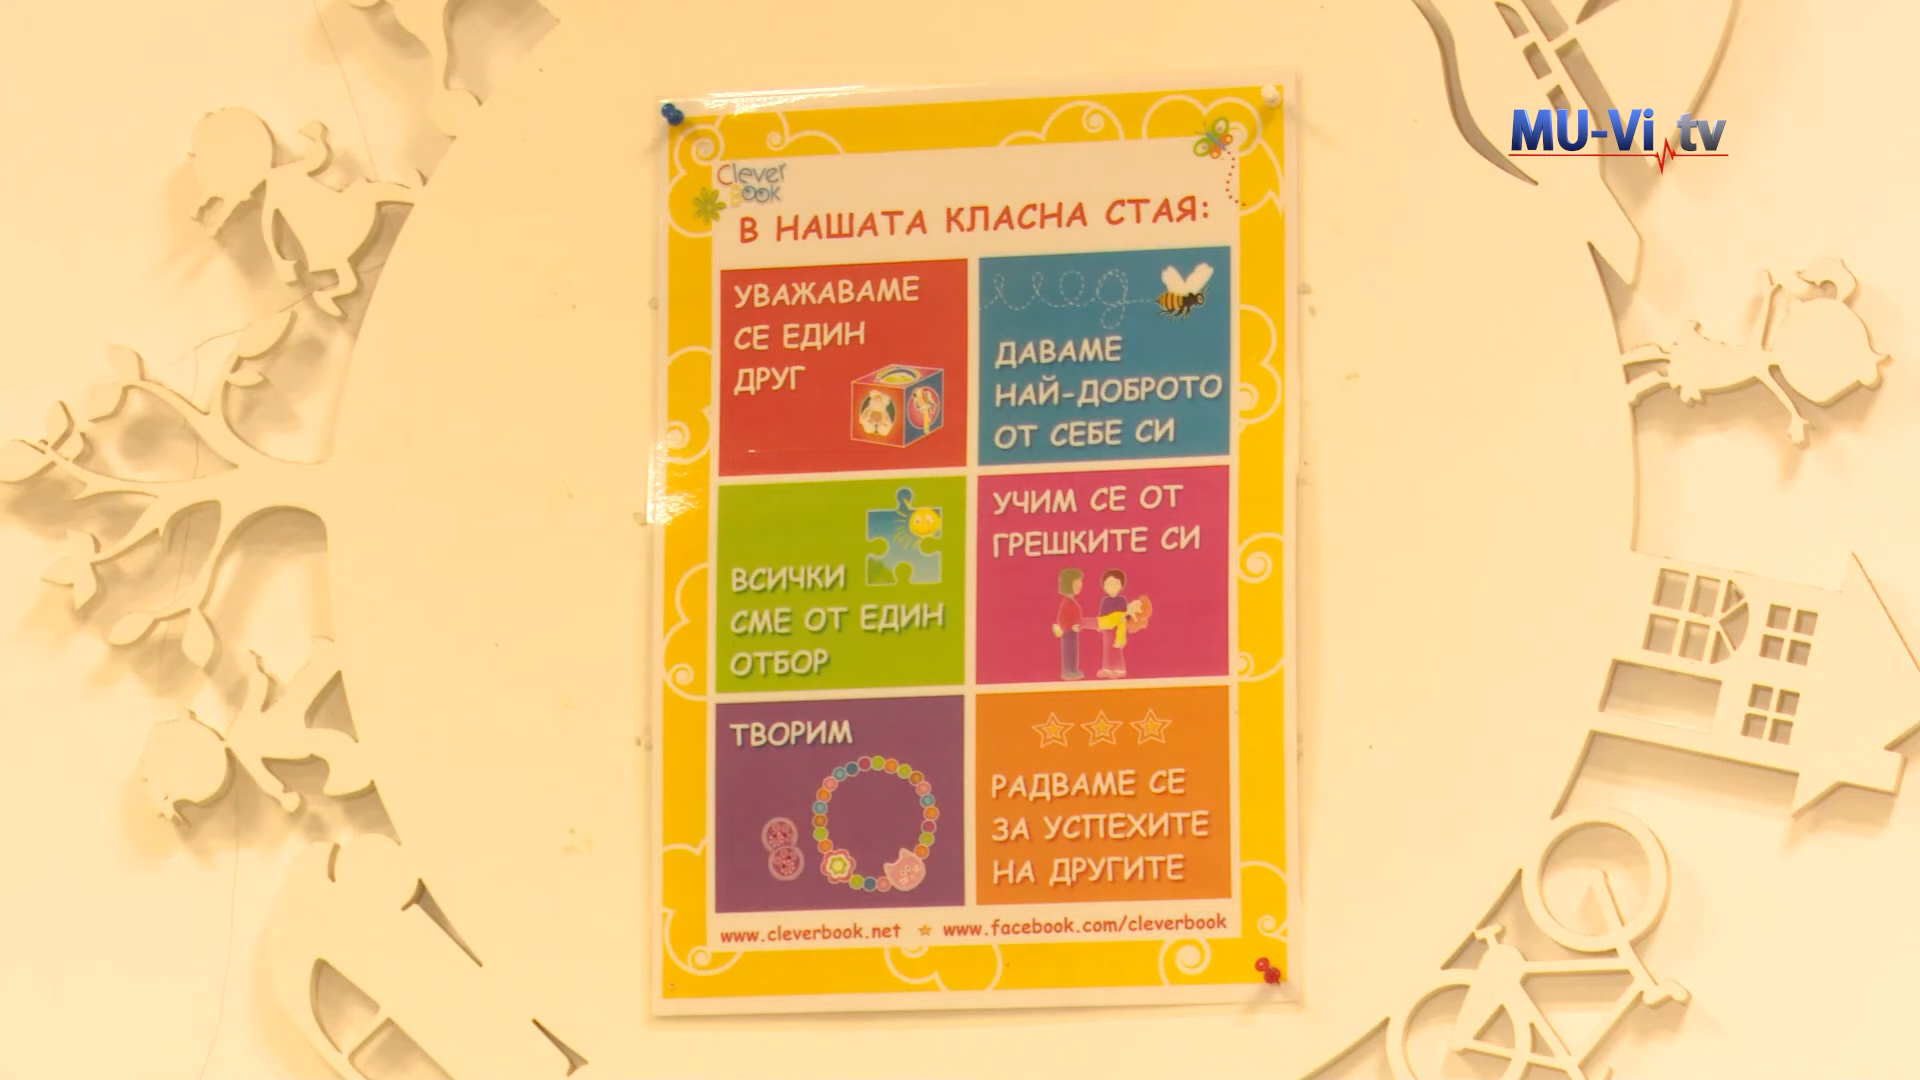 MU-Vi tv
Clever
Book
В НАШАТА КЛАСНА СТАЯ:
УВАЖАВАМЕ
СЕ ЕДИН
ДРУГ
ДАВАМЕ
НАЙ-ДОБРОТО
ОТ СЕБЕ СИ
ВСИЧКИ
СМЕ ОТ ЕДИН
ОТБОР
УЧИМ СЕ ОТ
ГРЕШКИТЕ СИ
ТВОРИМ
РАДВАМЕ СЕ
ЗА УСПЕХИТЕ
НА ДРУГИТЕ
www.cleverbook.net www.facebook.com/cleverbook